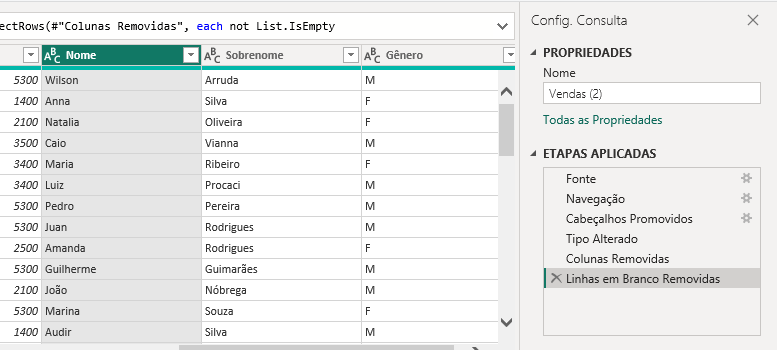 ectRows(#"Colunas Removidas", each not List.IsEmpty
ABC Nome ABC Sobrenome ABC Gênero
5300 Wilson Arruda M
1400 Anna Silva F
2100 Natalia Oliveira F
3500 Caio Vianna M
3400 Maria Ribeiro F
3400 Luiz Procaci M
5300 Pedro Pereira M
5300 Juan Rodrigues M
2500 Amanda Rodrigues F
5300 Guilherme Guimarães M
2100 João Nóbrega M
5300 Marina Souza F
1400 Audir Silva M
Config. Consulta
PROPRIEDADES
Nome
Vendas (2)
Todas as Propriedades
ETAPAS APLICADAS
Fonte
Navegação
Cabeçalhos Promovidos
Tipo Alterado
Colunas Removidas
Linhas em Branco Removidas